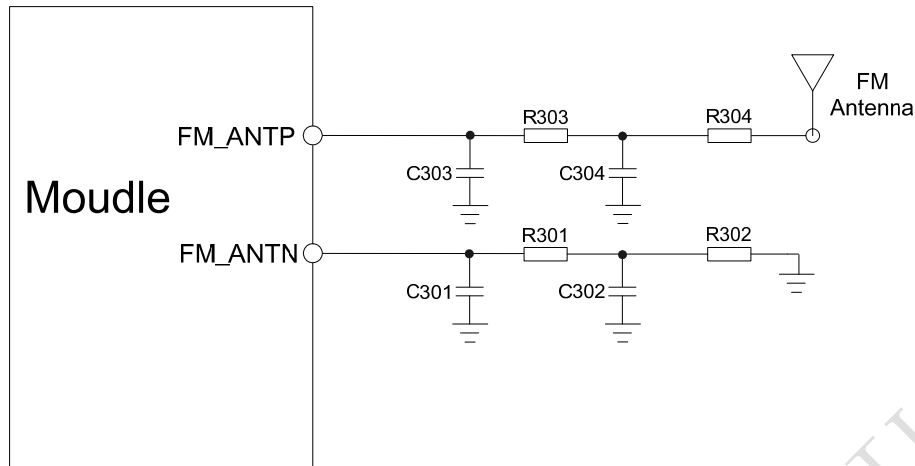 FM
Antenna
R303
R304
FM_ANTP
C303
C304
Moudle
R301
R302
FM_ANTN
C301
C302